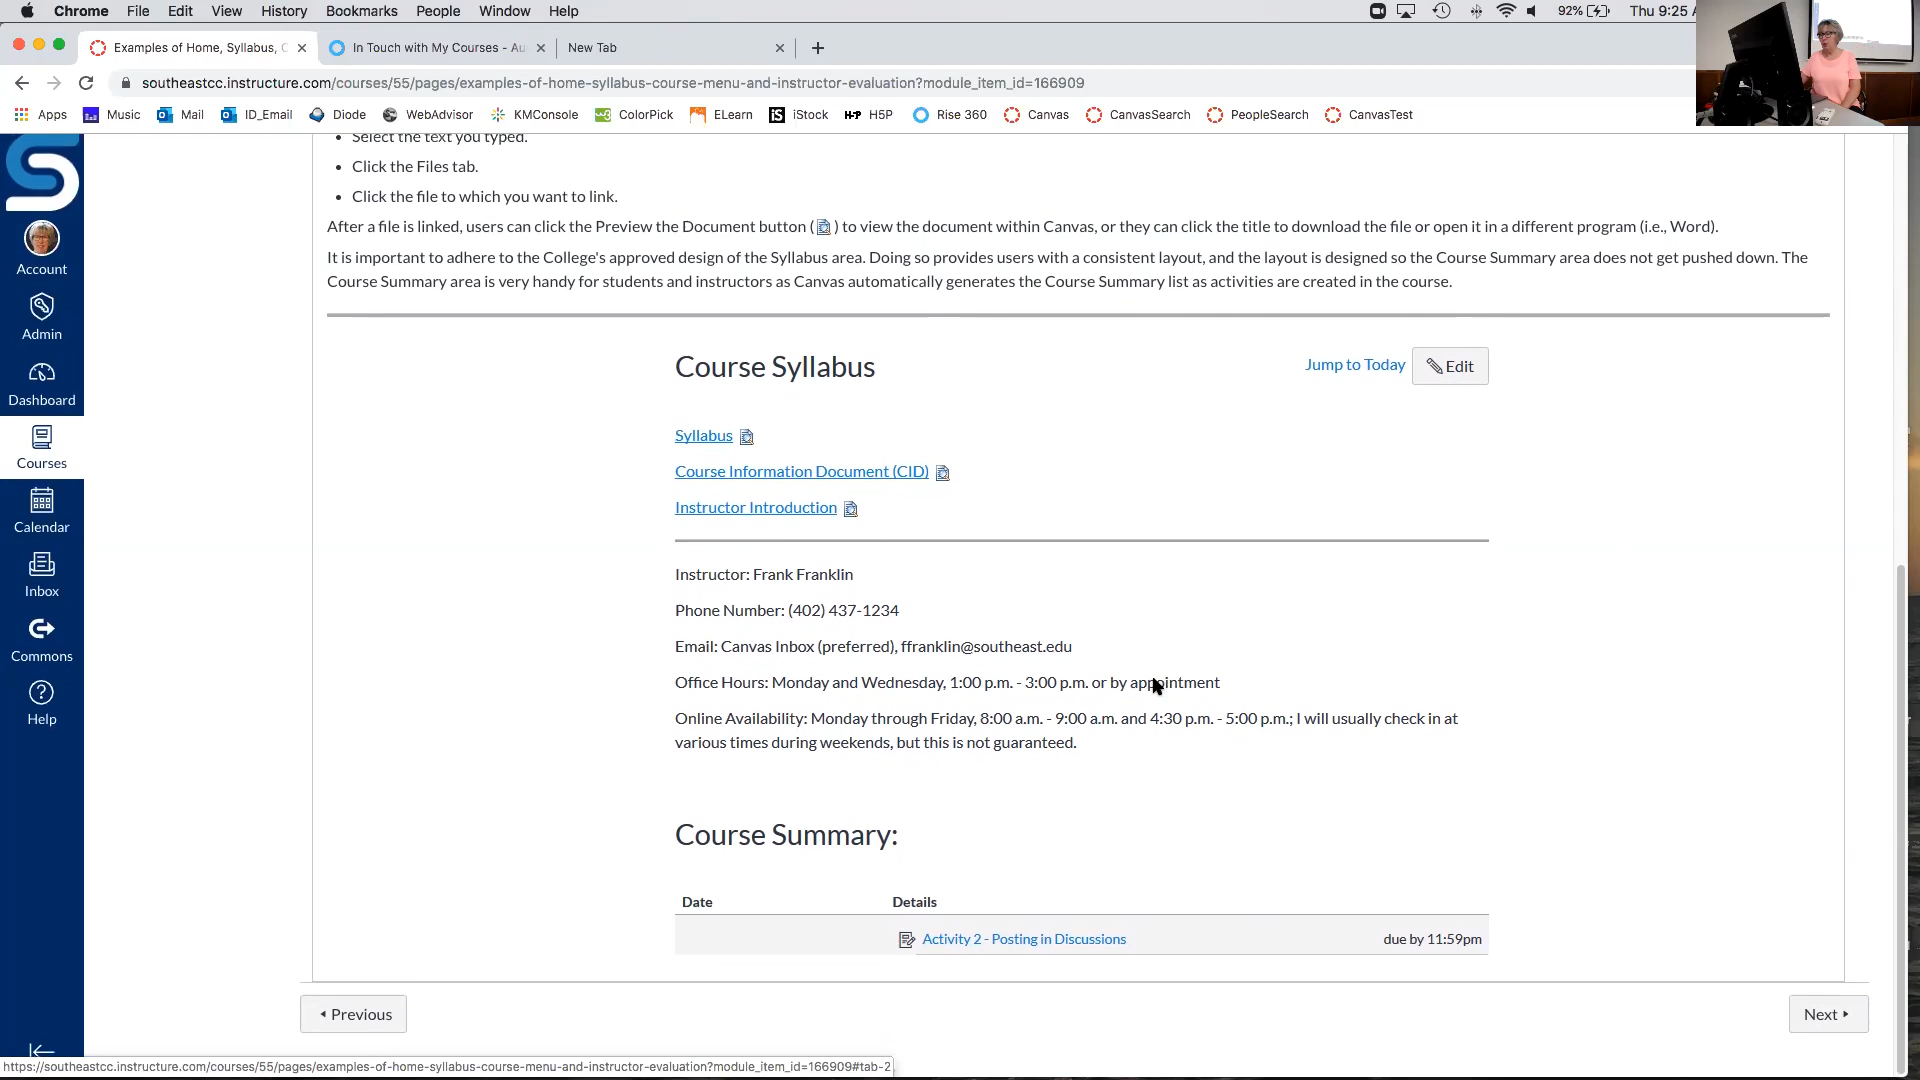 Chrome File Edit View History Bookmarks People Window Help 92% Thu 9:25
Examples of Home, Syllabus, C In Touch with My Courses - Au New Tab
southeastcc.instructure.com/courses/55/pages/examples-of-home-syllabus-course-menu-and-instructor-evaluation?module_item_id=166909
Apps Music Mail ID_Email Diode WebAdvisor KMConsole ColorPick ELearn iStock H5P Rise 360 Canvas CanvasSearch PeopleSearch CanvasTest
Account
Admin
Dashboard
Courses
Calendar
Inbox
Commons
Help
• Select the text you typed.
• Click the Files tab.
• Click the file to which you want to link.
After a file is linked, users can click the Preview the Document button ( ) to view the document within Canvas, or they can click the title to download the file or open it in a different program (i.e., Word).
It is important to adhere to the College's approved design of the Syllabus area. Doing so provides users with a consistent layout, and the layout is designed so the Course Summary area does not get pushed down. The
Course Summary area is very handy for students and instructors as Canvas automatically generates the Course Summary list as activities are created in the course.
Course Syllabus
Jump to Today Edit
Syllabus
Course Information Document (CID)
Instructor Introduction
Instructor: Frank Franklin
Phone Number: (402) 437-1234
Email: Canvas Inbox (preferred), ffranklin@southeast.edu
Office Hours: Monday and Wednesday, 1:00 p.m. - 3:00 p.m. or by appointment
Online Availability: Monday through Friday, 8:00 a.m. - 9:00 a.m. and 4:30 p.m. - 5:00 p.m.; I will usually check in at
various times during weekends, but this is not guaranteed.
Course Summary:
Date Details
Activity 2 - Posting in Discussions due by 11:59pm
Previous Next
https://southeastcc.instructure.com/courses/55/pages/examples-of-home-syllabus-course-menu-and-instructor-evaluation?module_item_id=166909#tab-2